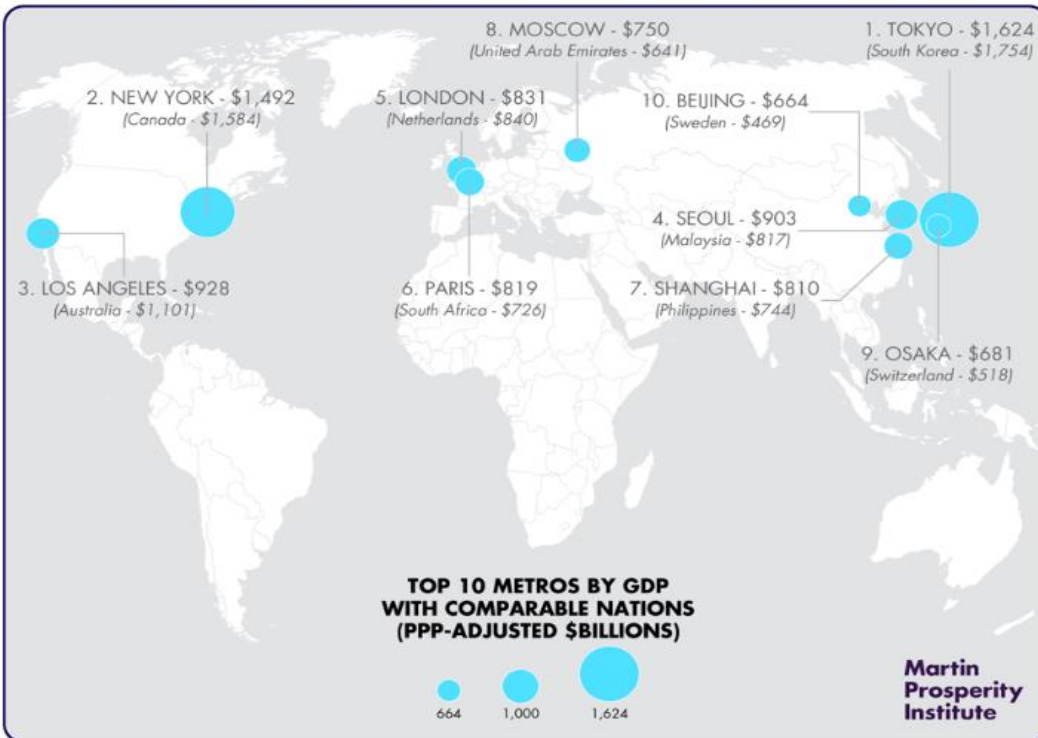 8. MOSCOW - $750
(United Arab Emirates - $641)
1. TOKYO - $1,624
(South Korea - $1,754)
2. NEW YORK - $1,492
(Canada - $1,584)
5. LONDON - $831
(Netherlands - $840)
10. BEIJING - $664
(Sweden - $469)
4. SEOUL - $903
(Malaysia - $817)
3. LOS ANGELES - $928
(Australia - $1,101)
6. PARIS - $819
(South Africa - $726)
7. SHANGHAI - $810
(Philippines - $744)
9. OSAKA - $681
(Switzerland - $518)
TOP 10 METROS BY GDP
WITH COMPARABLE NATIONS
(PPP-ADJUSTED $BILLIONS)
664
1,000
1,624
Martin
Prosperity
Institute